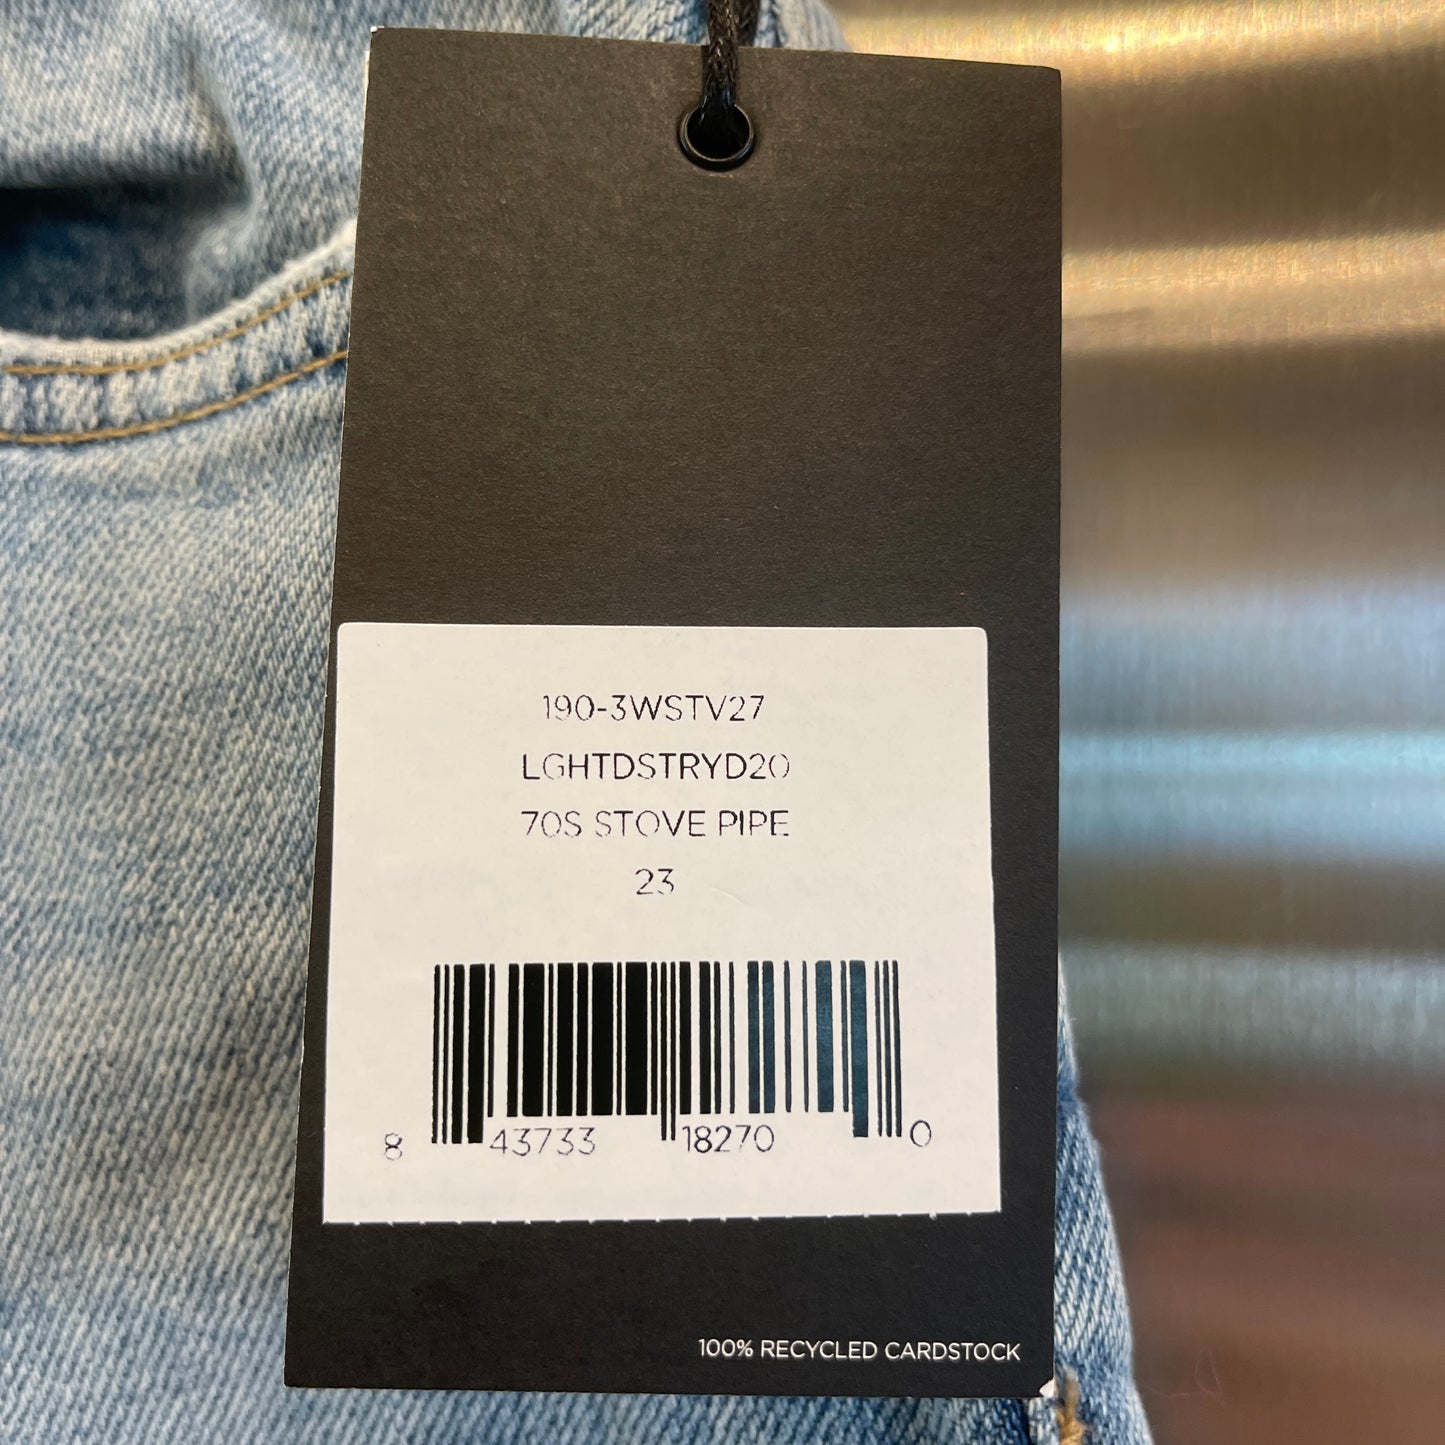 190-3WSTV27
LGHTDSTRYD20
70S STOVE PIPE
23
8 43733 18270 0
100% RECYCLED CARDSTOCK